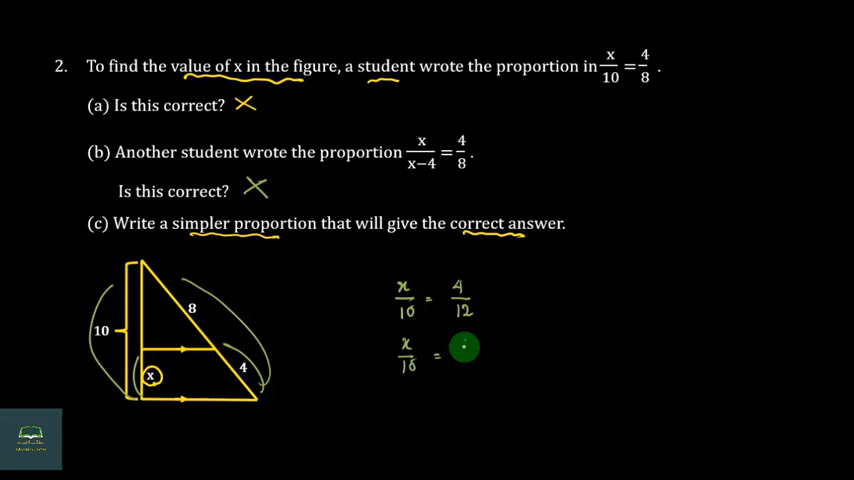 2. To find the value of x in the figure, a student wrote the proportion in x/10 = 4/8 .
(a) Is this correct? ×
(b) Another student wrote the proportion x/x−4 = 4/8 .
Is this correct? ×
(c) Write a simpler proportion that will give the correct answer.
8
10
x
4
x/10 = 4/12
x/10 =